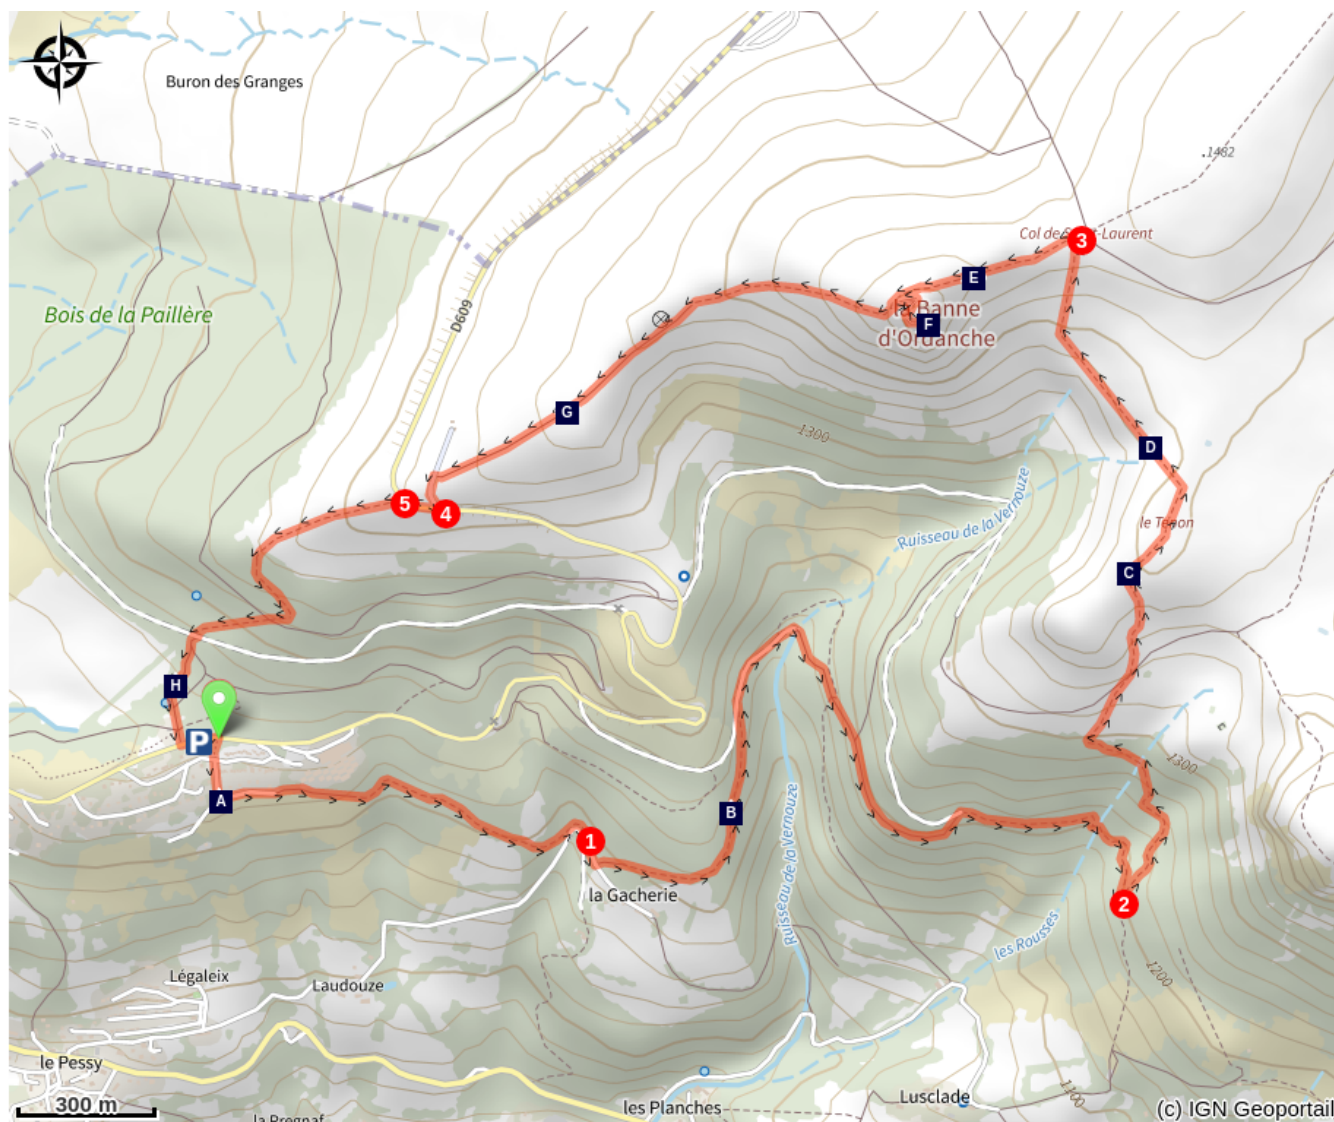 Buron des Granges
.1482
Col de
t-Laurent
3
E
Bois de la Paillère
D609
la Banne
F
d'Ordanche
G
1300
D
5
4
Ruisseau de la Vernouze
le Tenon
C
H
P
A
1300
B
1
Ruisseau de la Vernouze
la Gacherie
2
les Rousses
Légaleix
Laudouze
1200
le Pessy
1100
300 m
les Planches
Lusclade
(c) IGN Geoportail